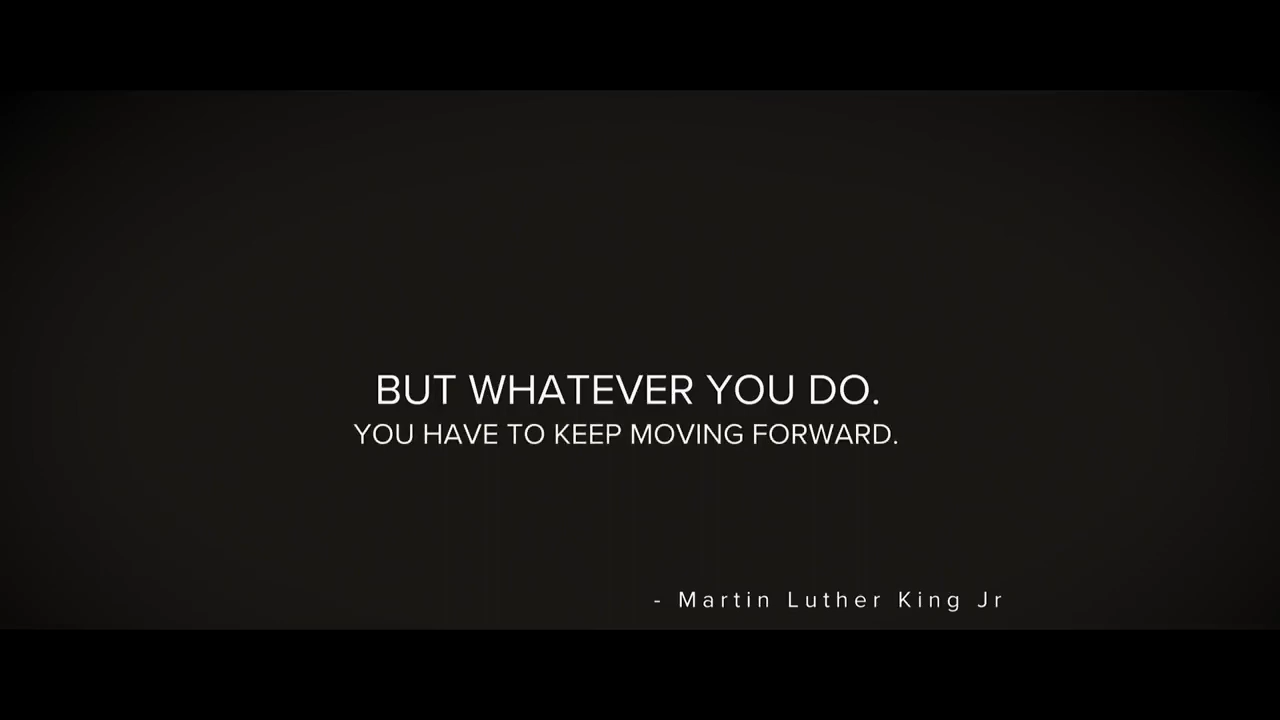 BUT WHATEVER YOU DO.
YOU HAVE TO KEEP MOVING FORWARD.
- Martin Luther King Jr